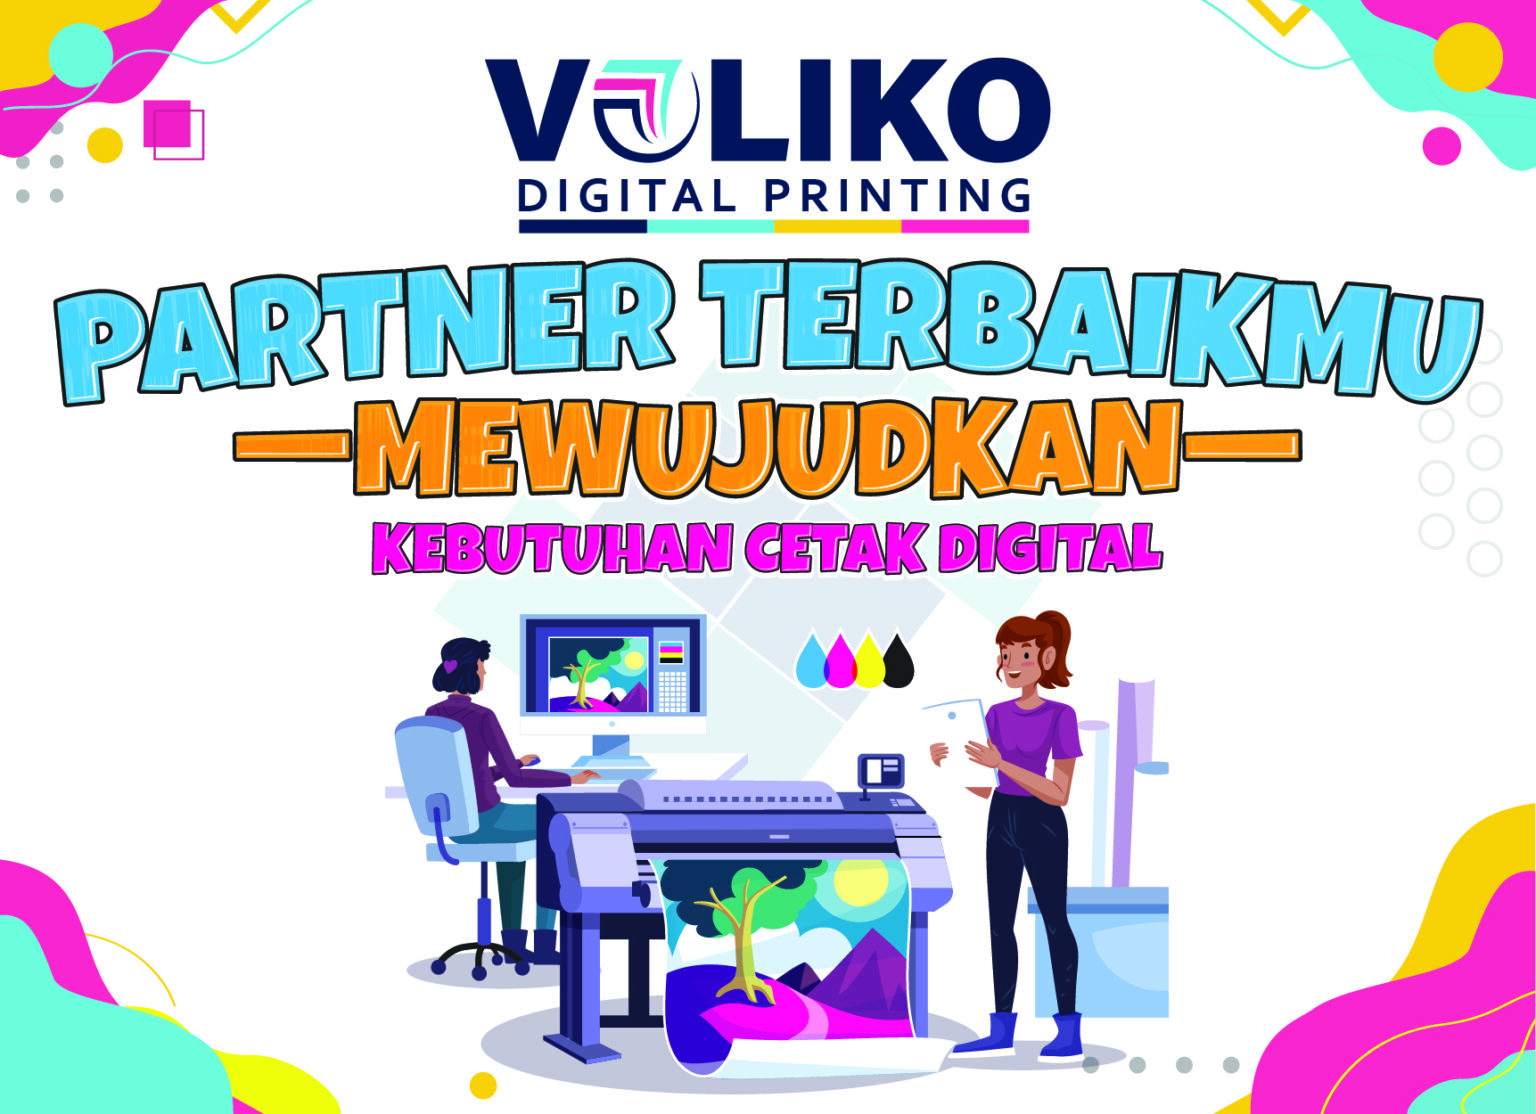 VOLIKO
DIGITAL PRINTING
PARTNER TERBAIKMU
MEWUJUDKAN
KEBUTUHAN CETAK DIGITAL